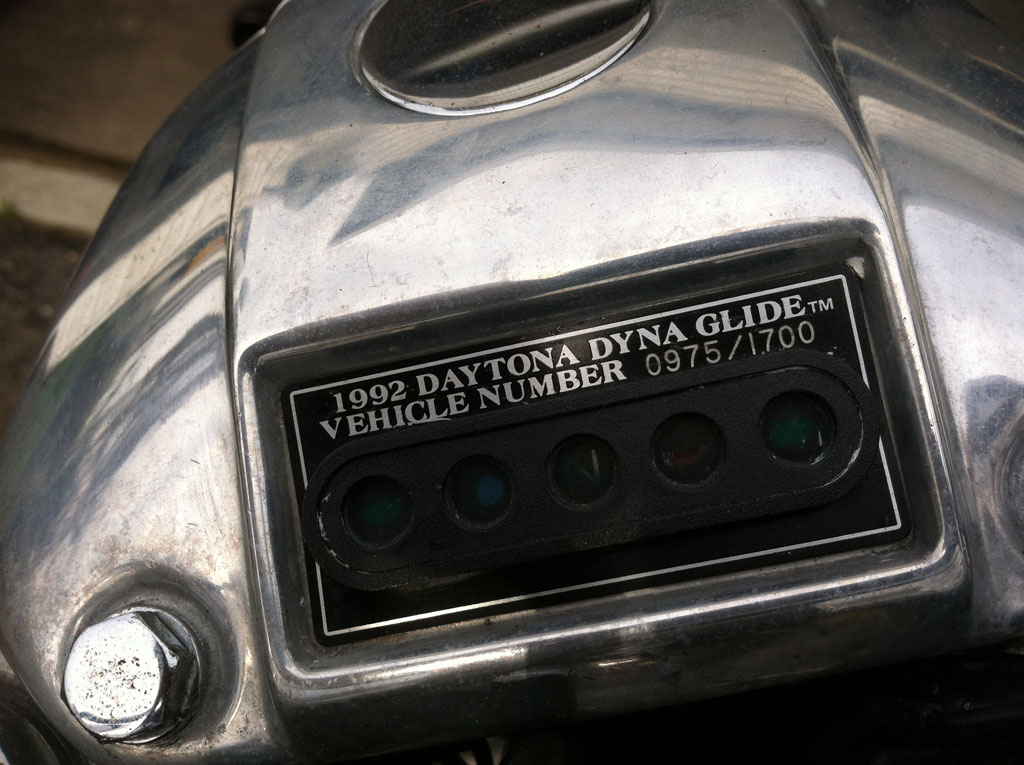 1992 DAYTONA DYNA GLIDE™
VEHICLE NUMBER 0975/1700
N